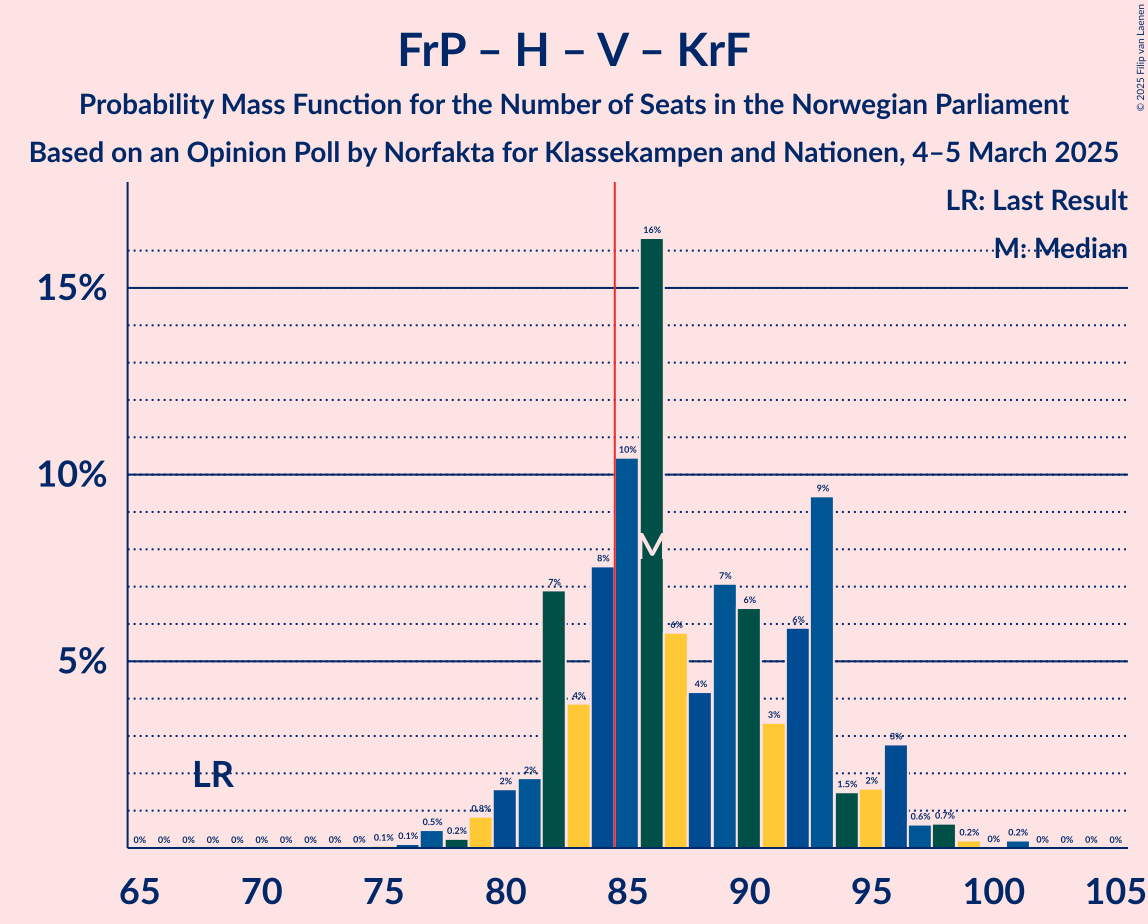 FrP – H – V – KrF
Probability Mass Function for the Number of Seats in the Norwegian Parliament
Based on an Opinion Poll by Norfakta for Klassekampen and Nationen, 4–5 March 2025
© 2025 Filip van Laenen
LR: Last Result
M: Median
15%
10%
5%
LR
M
0% 0% 0% 0% 0% 0% 0% 0% 0% 0% 0.1% 0.1% 0.5% 0.2% 0.8% 2% 2% 7% 4% 8% 10% 16% 6% 4% 7% 6% 3% 6% 9% 1.5% 2% 3% 0.6% 0.7% 0.2% 0% 0.2% 0% 0% 0% 0%
65 70 75 80 85 90 95 100 105